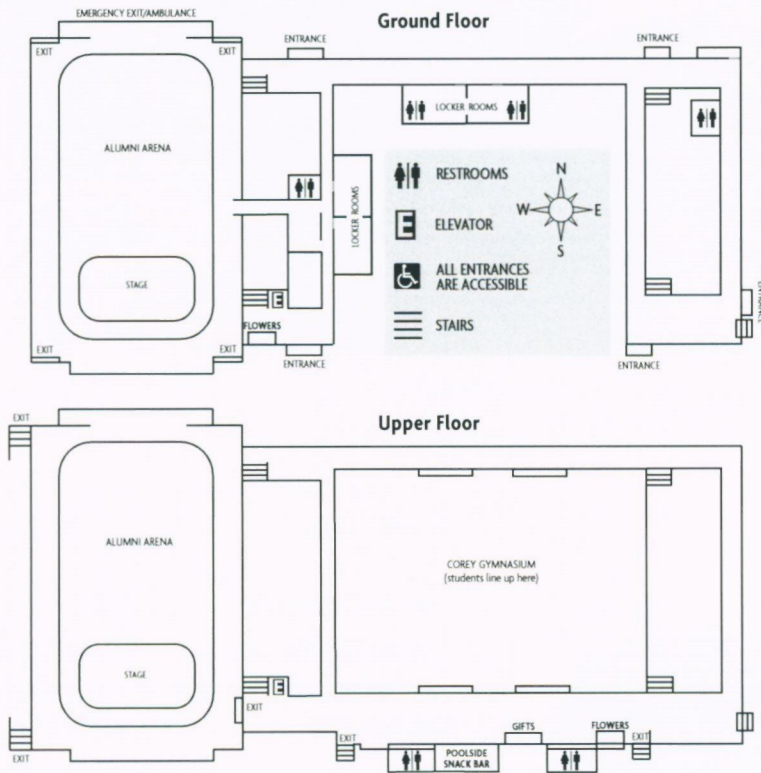 EMERGENCY EXIT/AMBULANCE
Ground Floor
EXIT
EXIT
ENTRANCE
ENTRANCE
LOCKER ROOMS
ALUMNI ARENA
RESTROOMS
N
W
E
S
LOCKER ROOMS
ELEVATOR
E
ALL ENTRANCES
ARE ACCESSIBLE
STAGE
E
STAIRS
ENTRANCE
FLOWERS
EXIT
EXIT
ENTRANCE
ENTRANCE
EXIT
Upper Floor
ALUMNI ARENA
COREY GYMNASIUM
(students line up here)
STAGE
E
EXIT
GIFTS
FLOWERS
EXIT
EXIT
EXIT
POOLSIDE
SNACK BAR